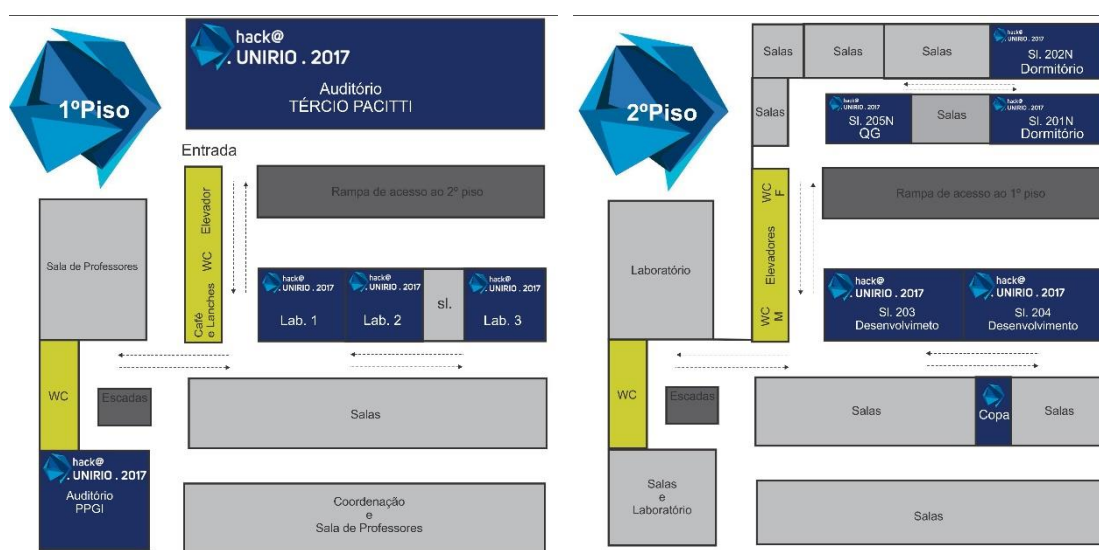 hack@
. UNIRIO . 2017
Auditório
TÉRCIO PACITTI
1ºPiso
Entrada
Elevador
WC
Café
e Lanches
Rampa de acesso ao 2º piso
Sala de Professores
hack@
. UNIRIO . 2017
Lab. 1
hack@
. UNIRIO . 2017
Lab. 2
sl.
hack@
. UNIRIO . 2017
Lab. 3
WC
Escadas
Salas
hack@
. UNIRIO . 2017
Auditório
PPGI
Coordenação
e
Sala de Professores
2ºPiso
Salas
Salas
Salas
hack@
. UNIRIO . 2017
Sl. 202N
Dormitório
Salas
hack@
. UNIRIO . 2017
Sl. 205N
QG
Salas
hack@
. UNIRIO . 2017
Sl. 201N
Dormitório
WC
F
Elevadores
WC
M
Rampa de acesso ao 1º piso
Laboratório
hack@
. UNIRIO . 2017
Sl. 203
Desenvolvimeto
hack@
. UNIRIO . 2017
Sl. 204
Desenvolvimento
WC
Escadas
Salas
Copa
Salas
Salas
e
Laboratório
Salas